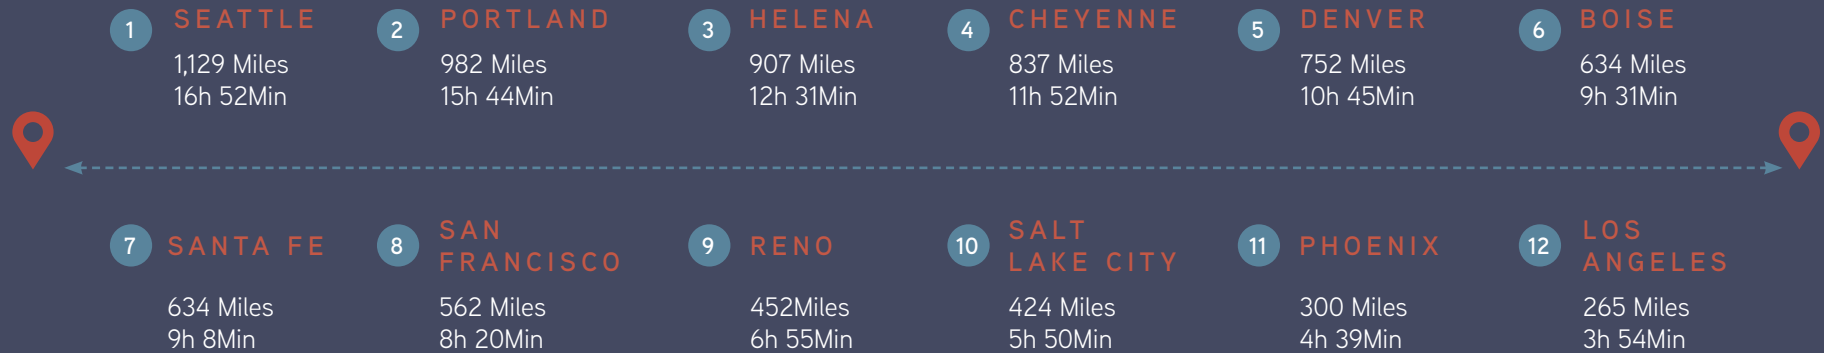 1 SEATTLE
1,129 Miles
16h 52Min
2 PORTLAND
982 Miles
15h 44Min
3 HELENA
907 Miles
12h 31Min
4 CHEYENNE
837 Miles
11h 52Min
5 DENVER
752 Miles
10h 45Min
6 BOISE
634 Miles
9h 31Min
7 SANTA FE
634 Miles
9h 8Min
8 SAN
FRANCISCO
562 Miles
8h 20Min
9 RENO
452Miles
6h 55Min
10 SALT
LAKE CITY
424 Miles
5h 50Min
11 PHOENIX
300 Miles
4h 39Min
12 LOS
ANGELES
265 Miles
3h 54Min